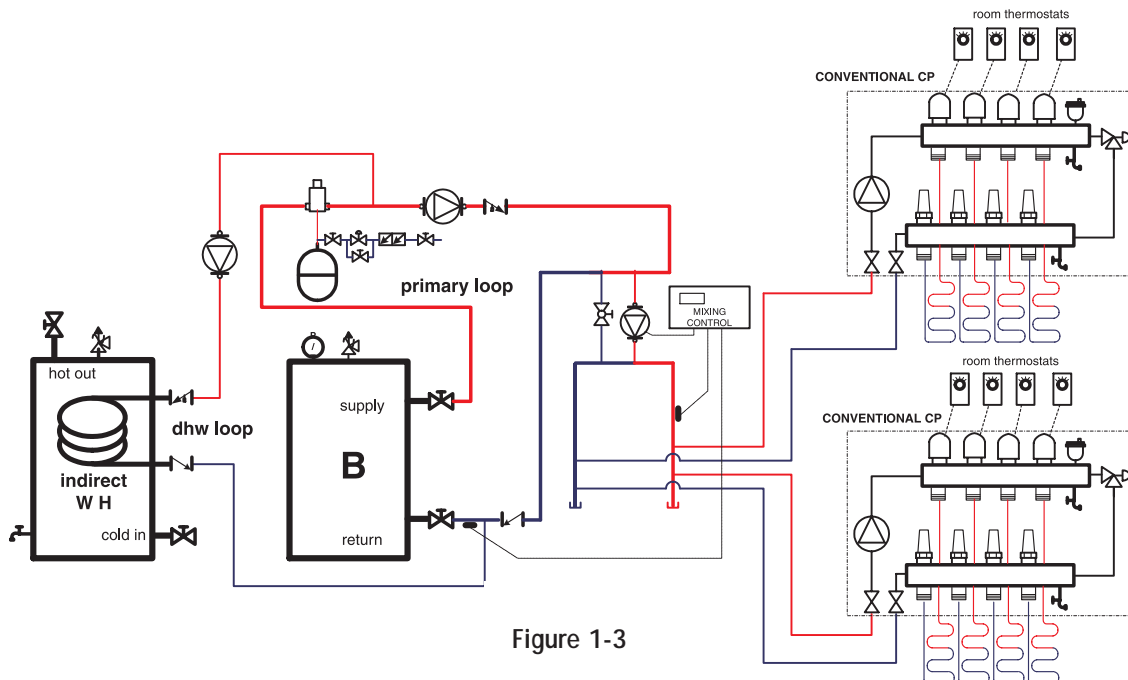 room thermostats
CONVENTIONAL CP
primary loop
MIXING
CONTROL
hot out
supply
dhw loop
B
indirect
W H
cold in
return
room thermostats
CONVENTIONAL CP
Figure 1-3